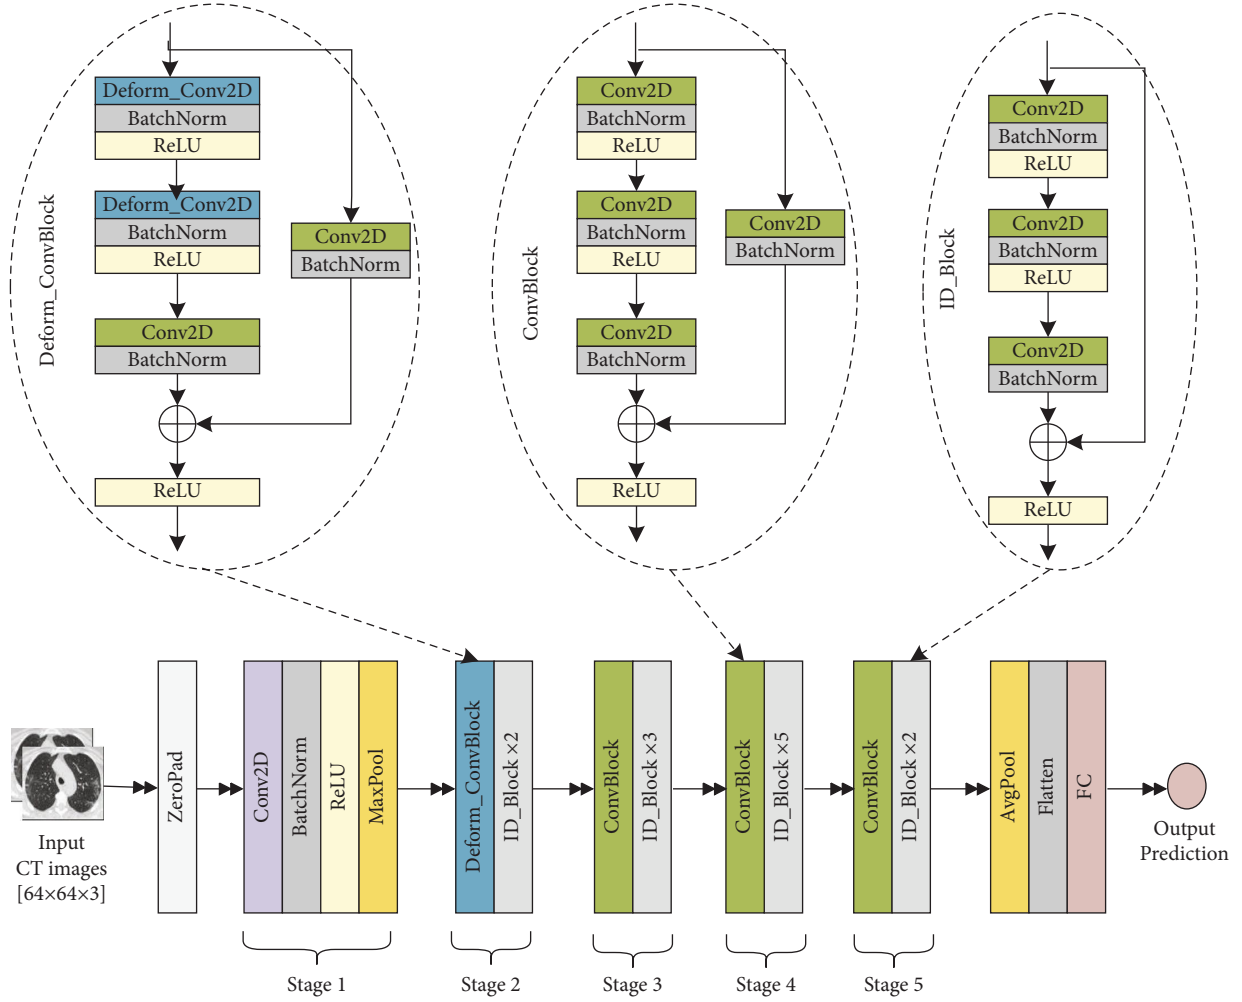 Deform_ConvBlock
Deform_Conv2D
BatchNorm
ReLU
Deform_Conv2D
BatchNorm
ReLU
Conv2D
BatchNorm
Conv2D
BatchNorm
ReLU
ConvBlock
Conv2D
BatchNorm
ReLU
Conv2D
BatchNorm
ReLU
Conv2D
BatchNorm
Conv2D
BatchNorm
ReLU
ID_Block
Conv2D
BatchNorm
ReLU
Conv2D
BatchNorm
ReLU
Conv2D
BatchNorm
ReLU
Input
CT images
[64×64×3]
ZeroPad
Conv2D
BatchNorm
ReLU
MaxPool
Deform_ConvBlock
ID_Block ×2
ConvBlock
ID_Block ×3
ConvBlock
ID_Block ×5
ConvBlock
ID_Block ×2
AvgPool
Flatten
FC
Output
Prediction
Stage 1
Stage 2
Stage 3
Stage 4
Stage 5